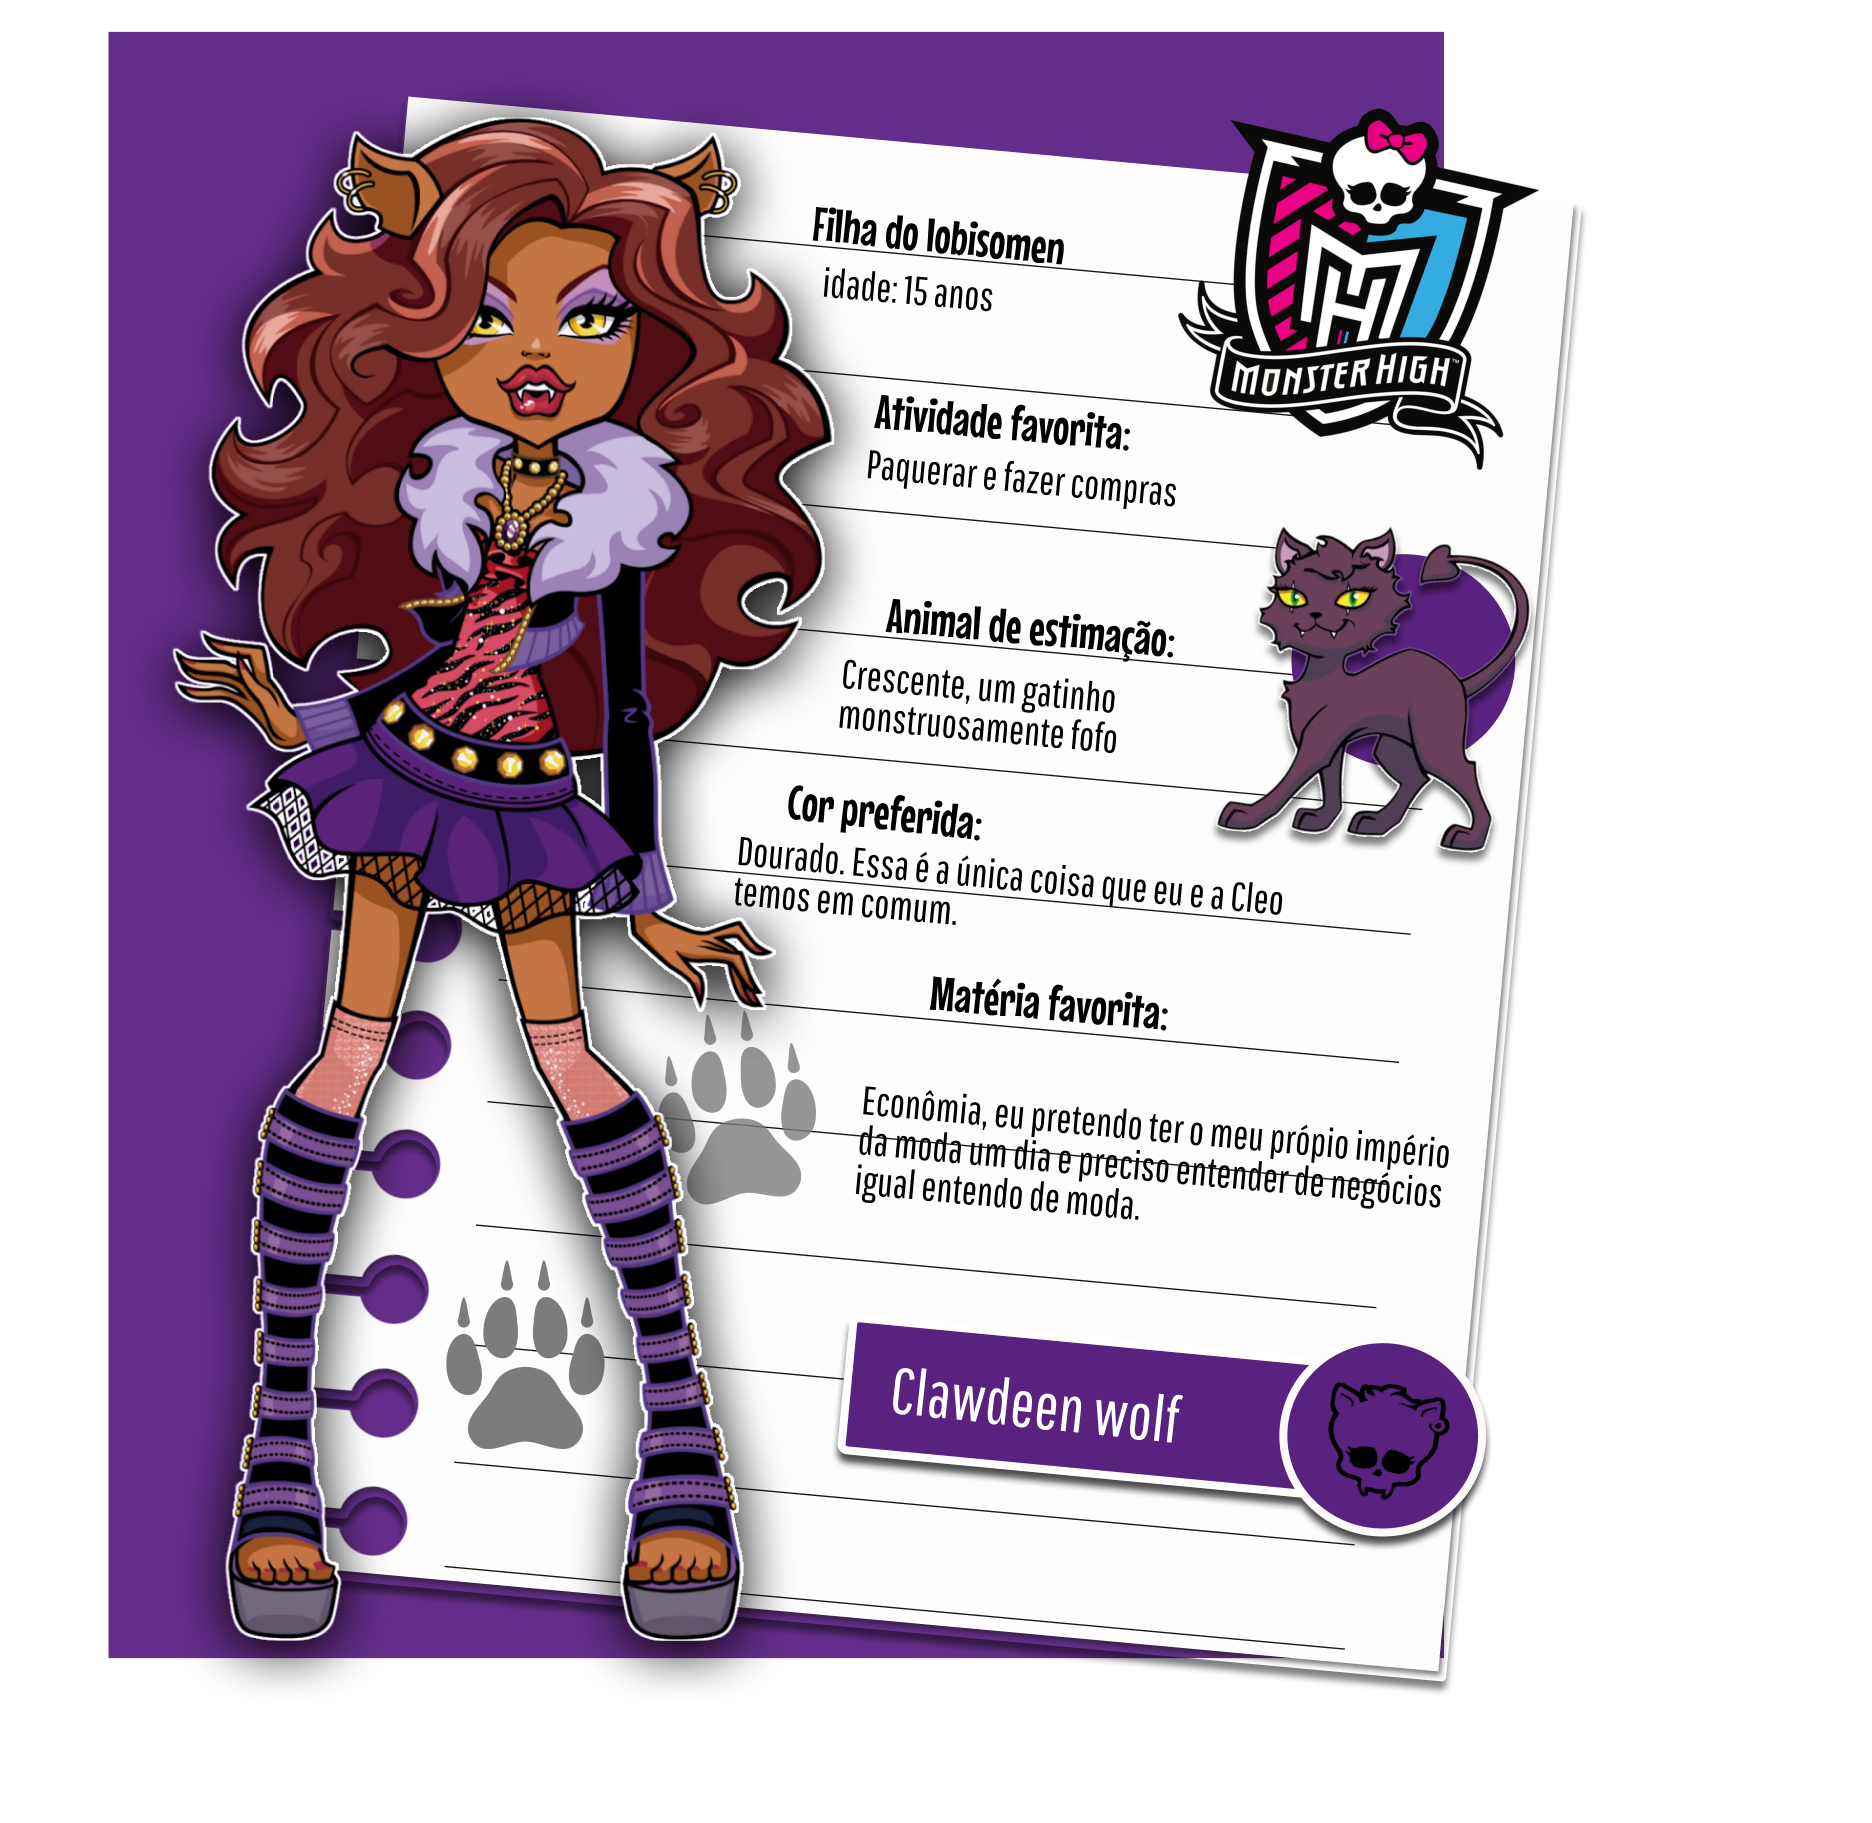 Filha do lobisomen
idade: 15 anos
MONSTER HIGH™
Atividade favorita:
Paquerar e fazer compras
Animal de estimação:
Crescente, um gatinho
monstruosamente fofo
Cor preferida:
Dourado. Essa é a única coisa que eu e a Cleo
temos em comum.
Matéria favorita:
Econômia, eu pretendo ter o meu própio império
da moda um dia e preciso entender de negócios
igual entendo de moda.
Clawdeen wolf